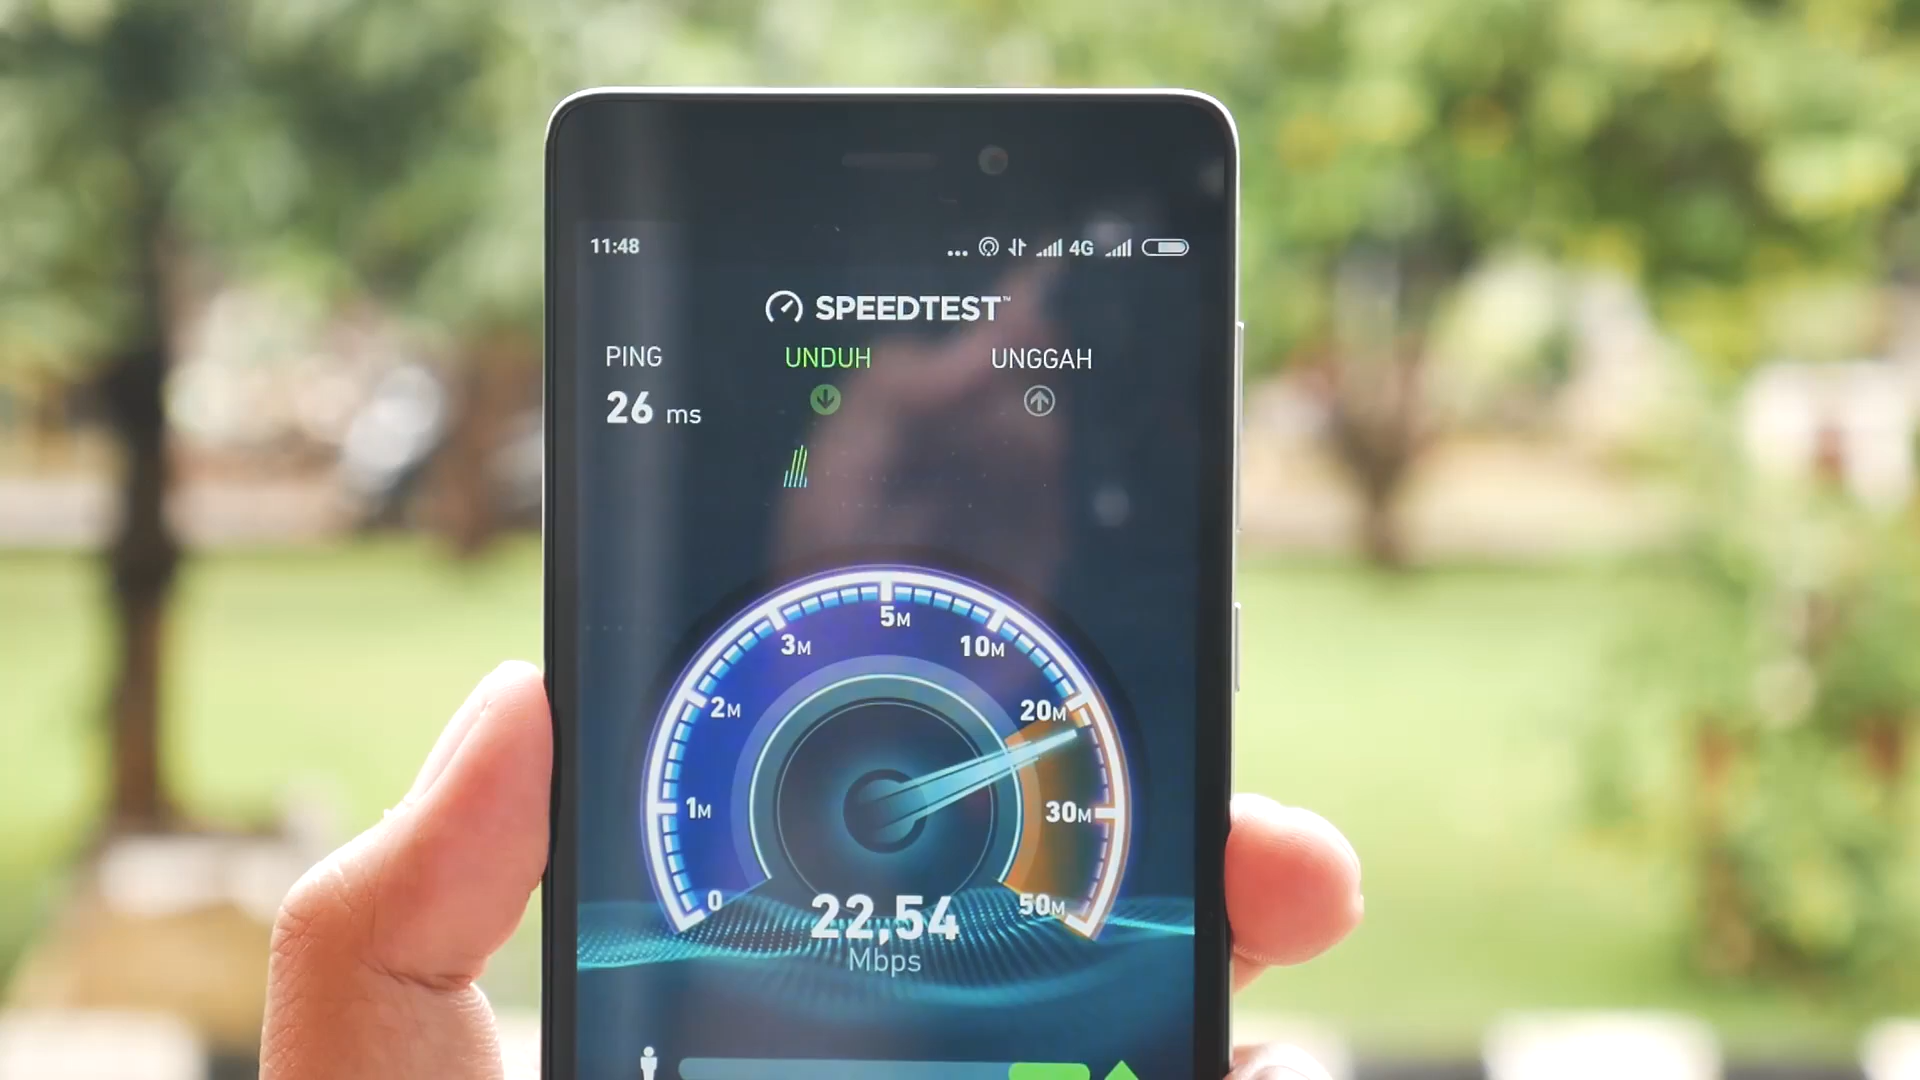 11:48
4G
SPEEDTEST™
PING UNDUH UNGGAH
26 ms
5M
3M 10M
2M 20M
1M 30M
0 50M
22,54
Mbps